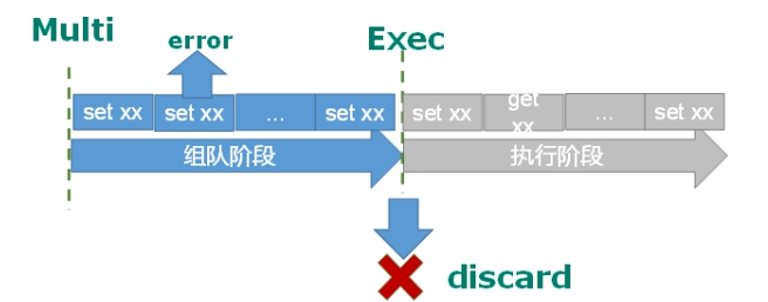 Multi
error
Exec
set xx
set xx
...
set xx
set xx
get
xx
...
set xx
组队阶段
执行阶段
discard